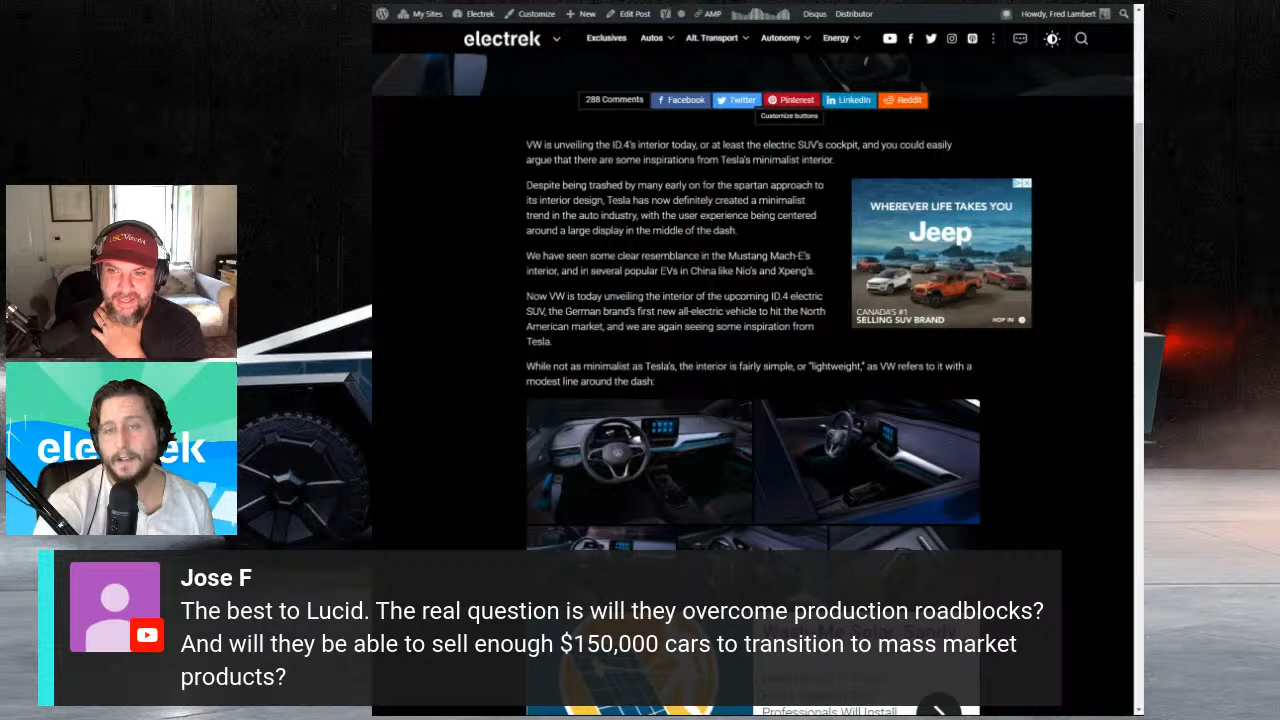 My Sites
Electrek
Customize
New
Edit Post
AMP
Disqus
Distributor
Howdy, Fred Lambert
electrek
Exclusives
Autos
Alt. Transport
Autonomy
Energy
288 Comments
Facebook
Twitter
Pinterest
LinkedIn
Reddit
Customize buttons
VW is unveiling the ID.4's interior today, or at least the electric SUV's cockpit, and you could easily
argue that there are some inspirations from Tesla's minimalist interior.
Despite being trashed by many early on for the spartan approach to
its interior design, Tesla has now definitely created a minimalist
trend in the auto industry, with the user experience being centered
around a large display in the middle of the dash.
We have seen some clear resemblance in the Mustang Mach-E's
interior, and in several popular EVs in China like Nio's and Xpeng's.
Now VW is today unveiling the interior of the upcoming ID.4 electric
SUV, the German brand's first new all-electric vehicle to hit the North
American market, and we are again seeing some inspiration from
Tesla.
While not as minimalist as Tesla's, the interior is fairly simple, or "lightweight," as VW refers to it with a
modest line around the dash:
WHEREVER LIFE TAKES YOU
Jeep
CANADA'S #1
SELLING SUV BRAND
HOP IN
Jose F
The best to Lucid. The real question is will they overcome production roadblocks?
And will they be able to sell enough $150,000 cars to transition to mass market
products?
Professionals Will Install